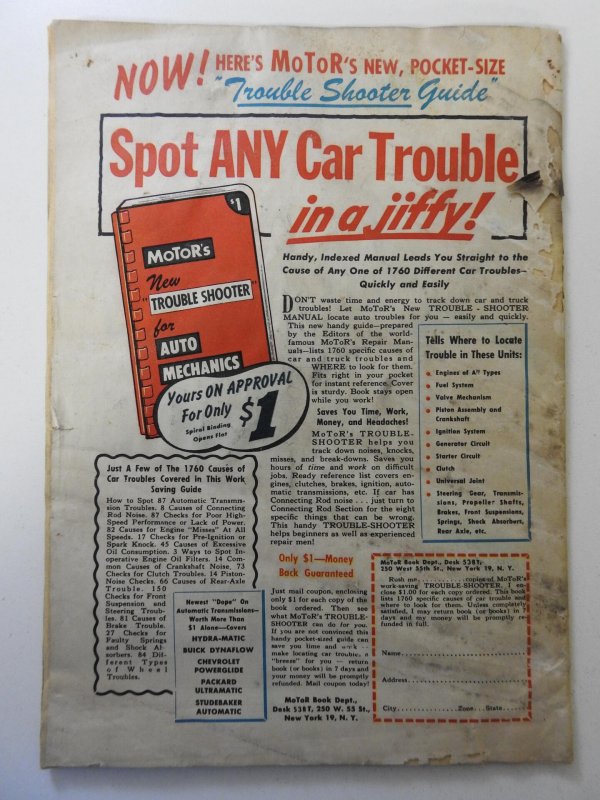 NOW! HERE'S MoToR's NEW, POCKET-SIZE
"Trouble Shooter Guide"
Spot ANY Car Trouble
in a jiffy!
$1
MoToR's
New
"TROUBLE SHOOTER"
for
AUTO
MECHANICS
Yours ON APPROVAL
For Only $1
Spiral Binding
Opens Flat
Handy, Indexed Manual Leads You Straight to the
Cause of Any One of 1760 Different Car Troubles—
Quickly and Easily
DON'T waste time and energy to track down car and truck
troubles! Let MoToR's New TROUBLE-SHOOTER
MANUAL locate auto troubles for you — easily and quickly.
This new handy guide—prepared
by the Editors of the world-
famous MoToR's Repair Man-
uals—lists 1760 specific causes of
car and truck troubles and
WHERE to look for them.
Fits right in your pocket
for instant reference. Cover
is sturdy. Book stays open
while you work!
Saves You Time, Work,
Money, and Headaches!
MoToR's TROUBLE-
SHOOTER helps you
track down noises, knocks,
misses, and break-downs. Saves you
hours of time and work on difficult
jobs. Ready reference list covers en-
gines, clutches, brakes, ignition, auto-
matic transmissions, etc. If car has
Connecting Rod noise . . . just turn to
Connecting Rod Section for the eight
specific things that can be wrong.
This handy TROUBLE-SHOOTER
helps beginners as well as experienced
repair men!
Tells Where to Locate
Trouble in These Units:
• Engines of All Types
• Fuel System
• Valve Mechanism
• Piston Assembly and
Crankshaft
• Ignition System
• Generator Circuit
• Starter Circuit
• Clutch
• Universal Joint
• Steering Gear, Transmis-
sions, Propeller Shafts,
Brakes, Front Suspensions,
Springs, Shock Absorbers,
Rear Axle, etc.
Just A Few of The 1760 Causes of
Car Troubles Covered in This Work
Saving Guide
How to Spot 87 Automatic Transmis-
sion Troubles. 8 Causes of Connecting
Rod Noise. 87 Checks for Poor High-
Speed Performance or Lack of Power.
82 Causes for Engine "Misses" At All
Speeds. 17 Checks for Pre-Ignition or
Spark Knock. 45 Causes of Excessive
Oil Consumption. 3 Ways to Spot In-
operative Engine Oil Filters. 14 Com-
mon Causes of Crankshaft Noise. 73
Checks for Clutch Troubles. 14 Piston-
Noise Checks. 66 Causes of Rear-Axle
Trouble. 150
Checks for Front
Suspension and
Steering Troub-
les. 81 Causes of
Brake Trouble.
27 Checks for
Faulty Springs
and Shock Ab-
sorbers. 84 Dif-
ferent Types
of Wheel
Troubles.
Newest "Dope" On
Automatic Transmissions—
Worth More Than
$1 Alone—Covers
HYDRA-MATIC
BUICK DYNAFLOW
CHEVROLET
POWERGLIDE
PACKARD
ULTRAMATIC
STUDEBAKER
AUTOMATIC
Only $1—Money
Back Guaranteed
Just mail coupon, enclosing
only $1 for each copy of the
book ordered. Then see
what MoToR's TROUBLE-
SHOOTER can do for you.
If you are not convinced this
handy pocket-sized guide can
save you time and work
make locating car trouble a
"breeze" for you — return
book (or books) in 7 days and
your money will be promptly
refunded. Mail coupon today!
MoToR Book Dept.,
Desk 538T, 250 W. 55 St.,
New York 19, N. Y.
MoToR Book Dept., Desk 538T,
250 West 55th St., New York 19, N. Y.
Rush me ........ copies of MoToR's
work-saving TROUBLE-SHOOTER. I en-
close $1.00 for each copy ordered. This book
lists 1760 specific causes of car trouble and
where to look for them. Unless completely
satisfied, I may return book (or books) in 7
days and my money will be promptly re-
funded in full.
Name
Address
City Zone State